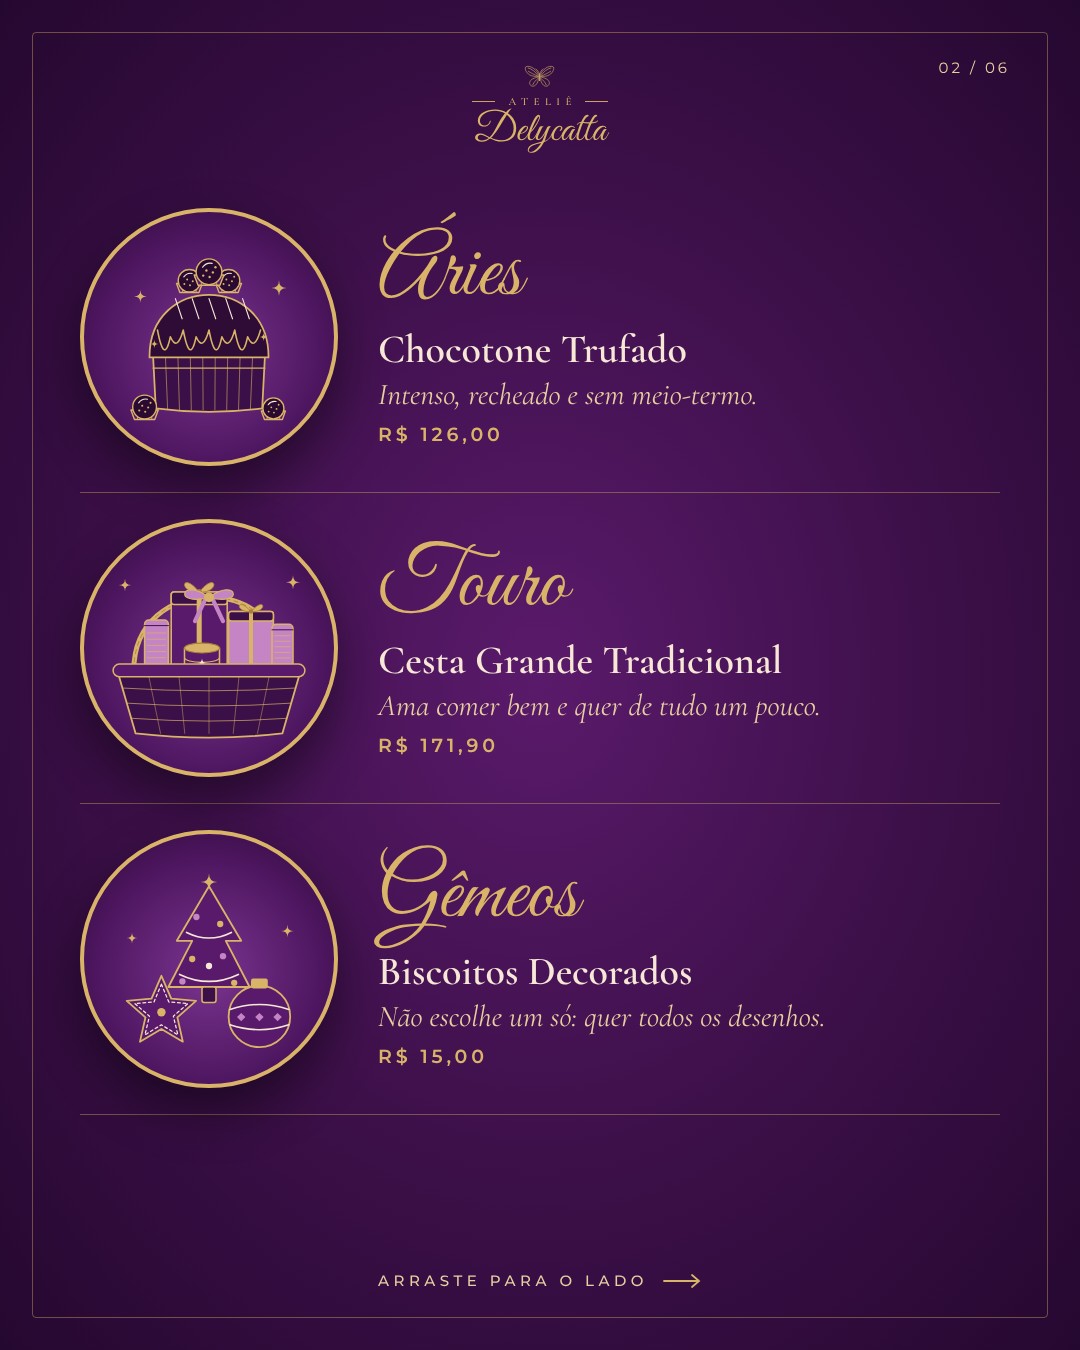 02 / 06
ATELIÊ
Delycatta
Áries
Chocotone Trufado
Intenso, recheado e sem meio-termo.
R$ 126,00
Touro
Cesta Grande Tradicional
Ama comer bem e quer de tudo um pouco.
R$ 171,90
Gêmeos
Biscoitos Decorados
Não escolhe um só: quer todos os desenhos.
R$ 15,00
ARRASTE PARA O LADO